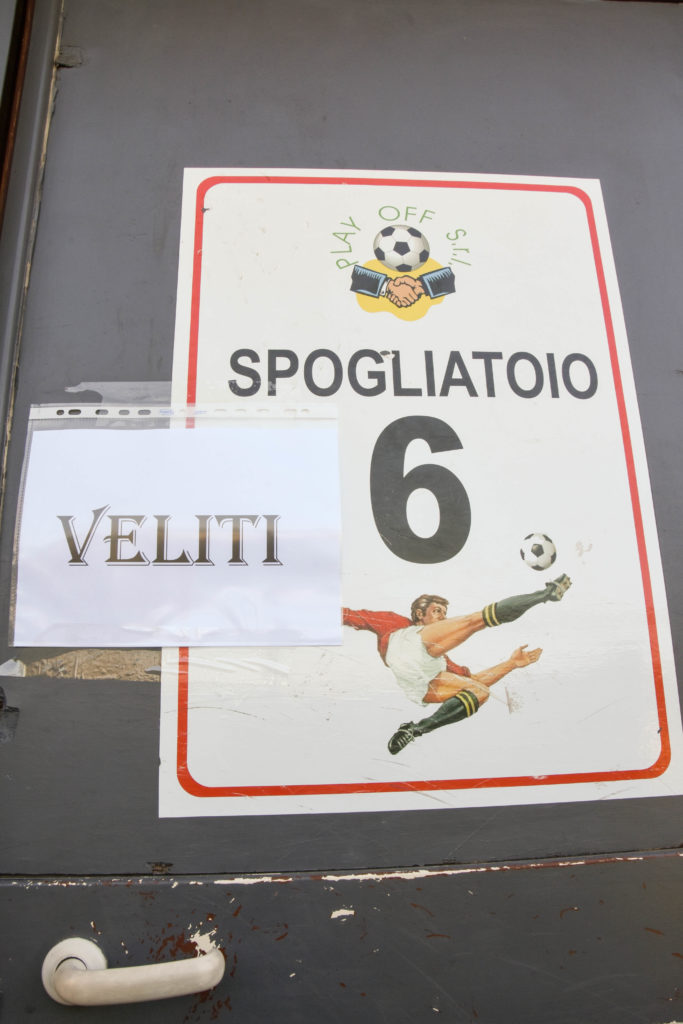 PLAY OFF S.r.l.
SPOGLIATOIO
6
VELITI